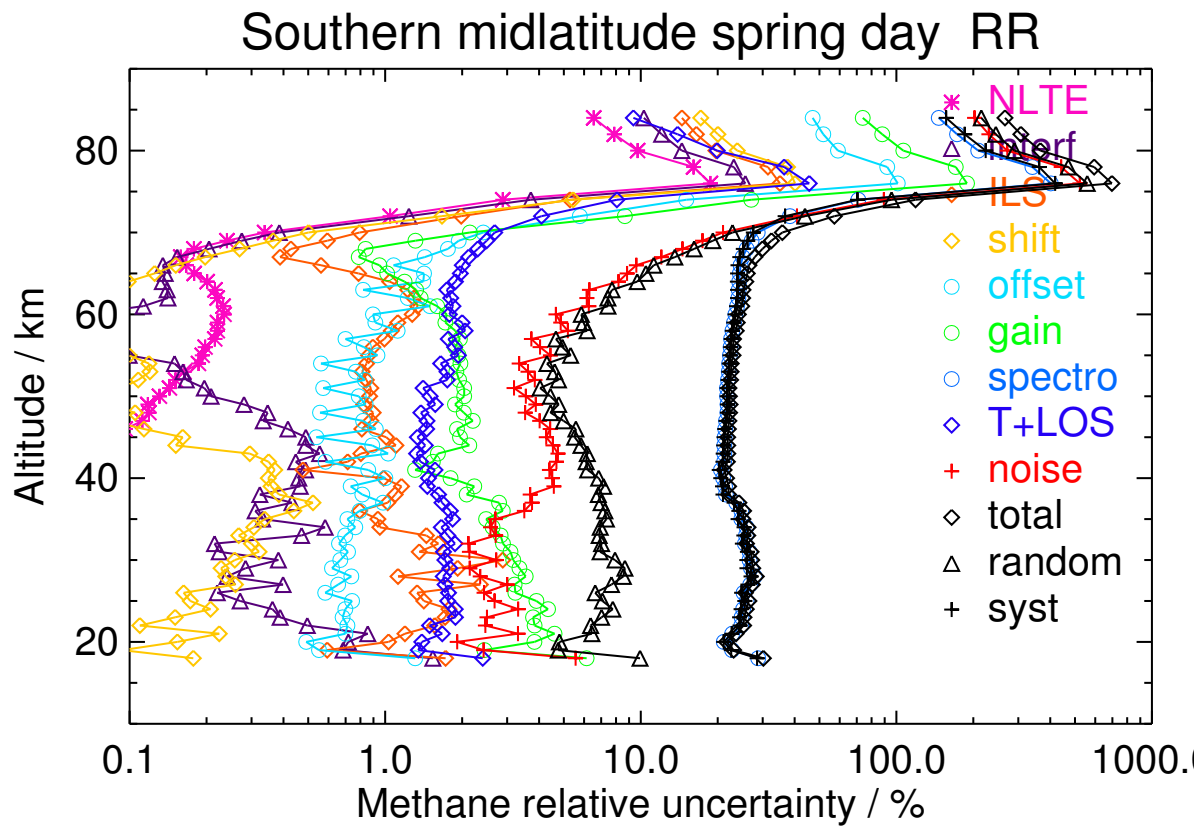 Southern midlatitude spring day RR
NLTE
interf
ILS
shift
offset
gain
spectro
T+LOS
noise
total
random
syst
80
60
40
20
Altitude / km
0.1 1.0 10.0 100.0 1000.0
Methane relative uncertainty / %